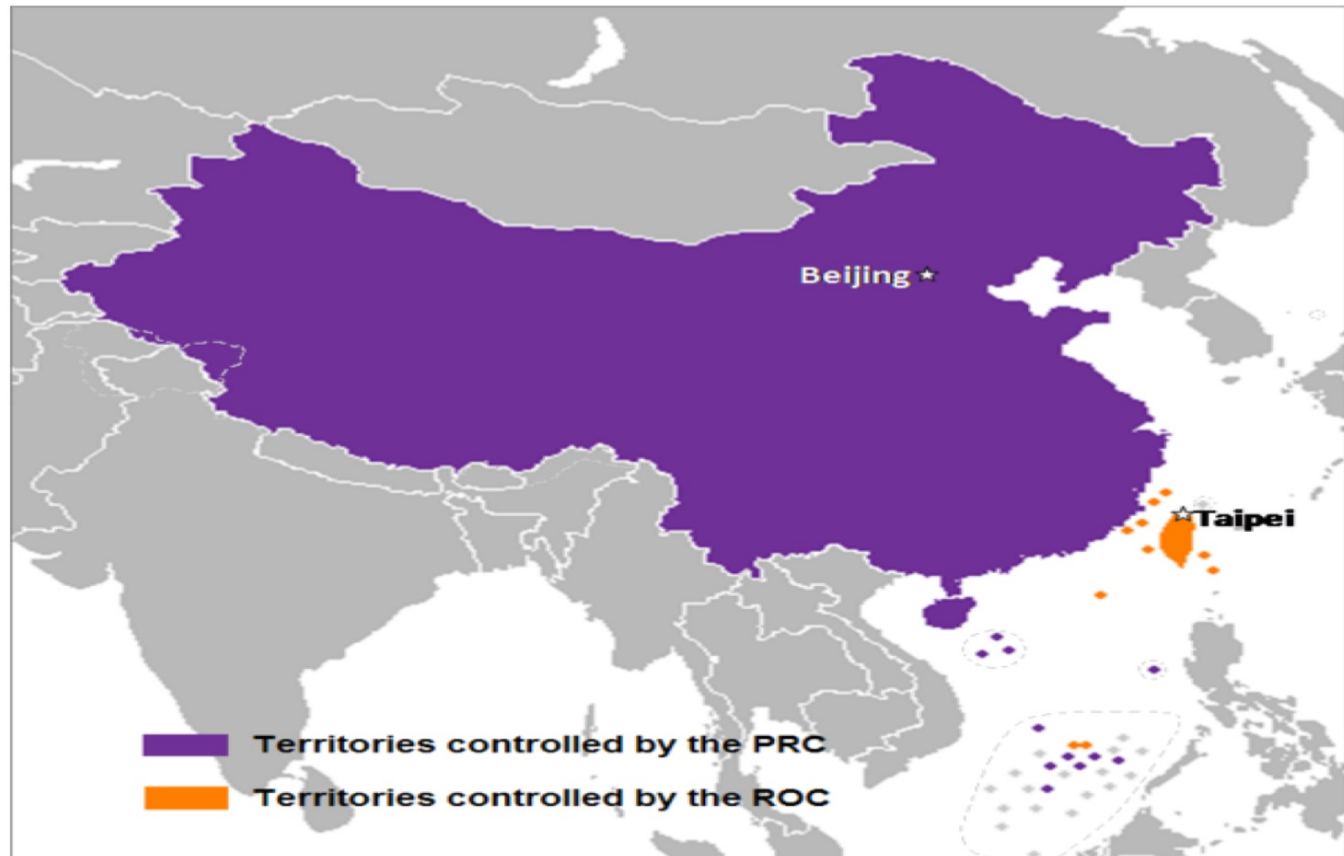 Beijing
Taipei
Territories controlled by the PRC
Territories controlled by the ROC